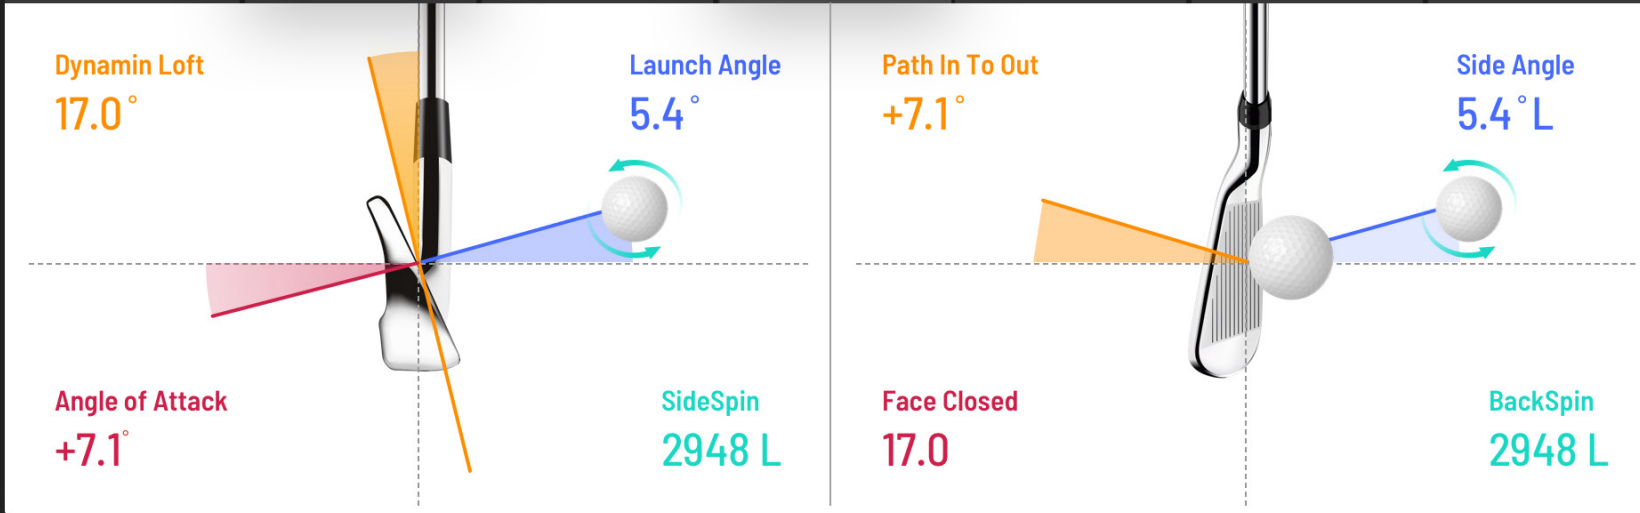 Dynamin Loft
17.0°
Launch Angle
5.4°
Angle of Attack
+7.1°
SideSpin
2948 L
Path In To Out
+7.1°
Side Angle
5.4° L
Face Closed
17.0
BackSpin
2948 L